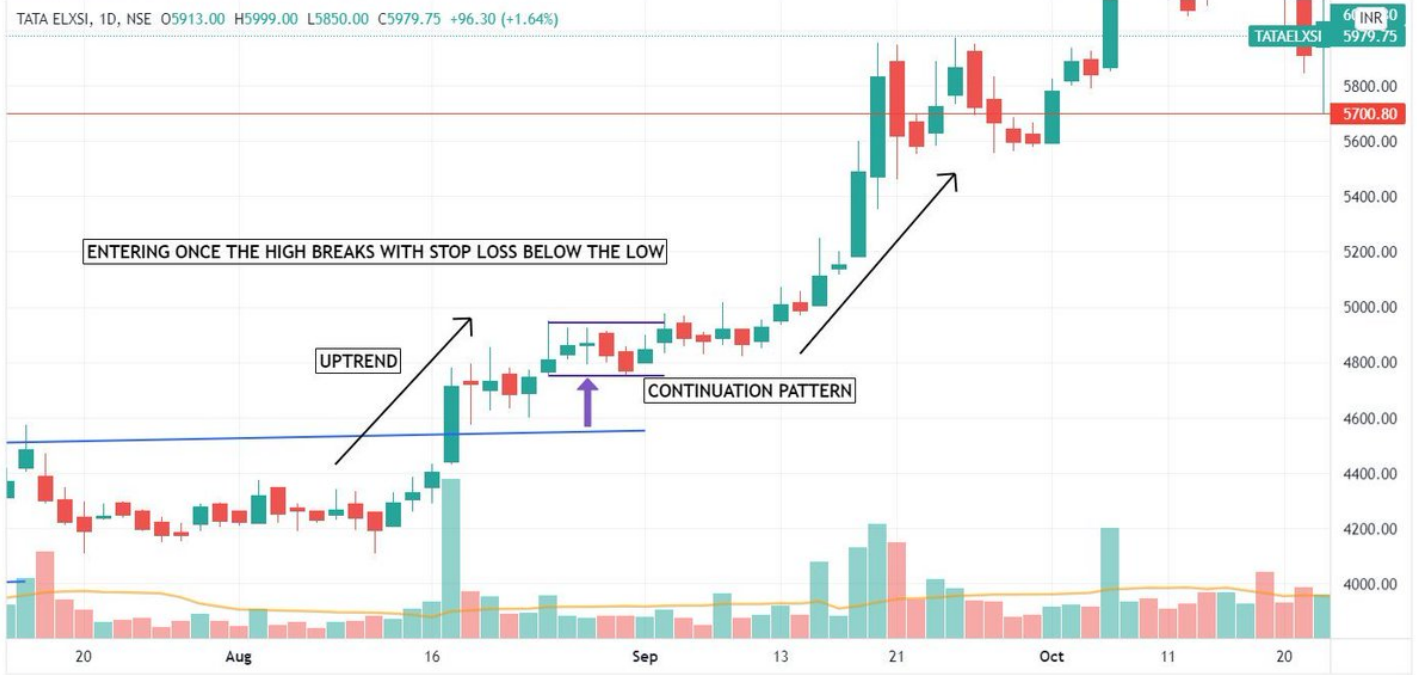 TATA ELXSI, 1D, NSE O5913.00 H5999.00 L5850.00 C5979.75 +96.30 (+1.64%)
INR
TATAELXSI 5979.75
5800.00
5700.80
5600.00
5400.00
ENTERING ONCE THE HIGH BREAKS WITH STOP LOSS BELOW THE LOW
5200.00
5000.00
UPTREND
4800.00
CONTINUATION PATTERN
4600.00
4400.00
4200.00
4000.00
20 Aug 16 Sep 13 21 Oct 11 20